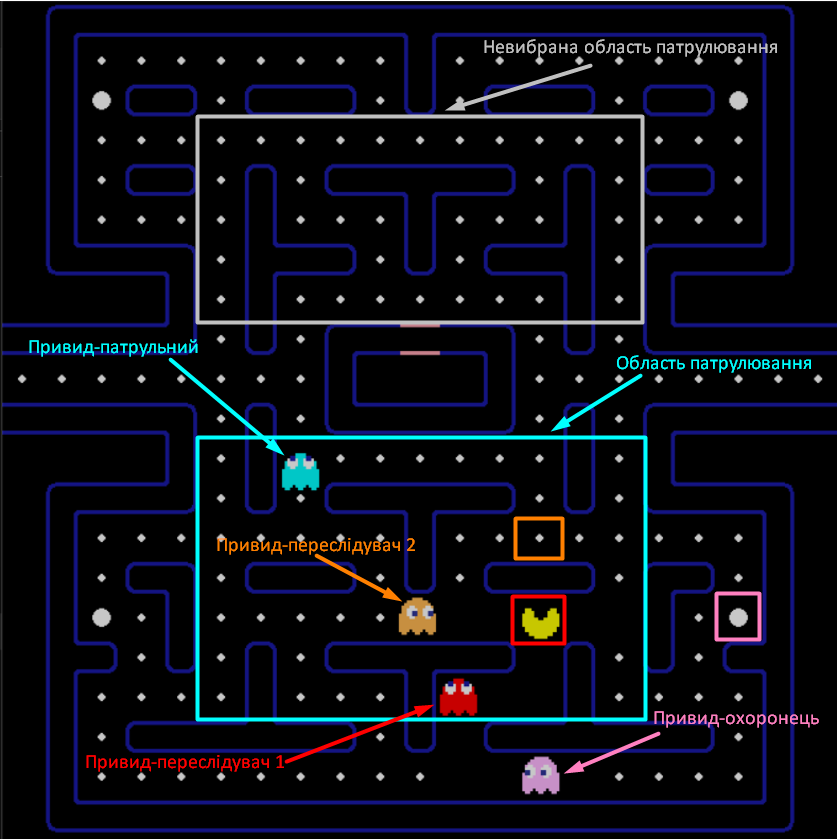 Невибрана область патрулювання
Привид-патрульний
Область патрулювання
Привид-переслідувач 2
Привид-охоронець
Привид-переслідувач 1